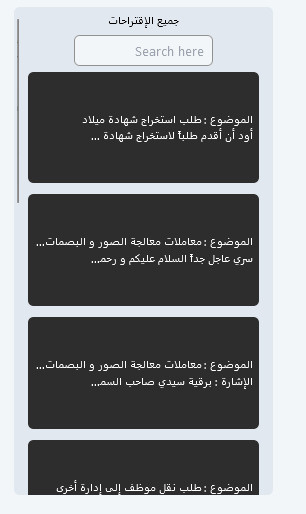 جميع الإقتراحات
Search here
الموضوع : طلب استخراج شهادة ميلاد
أود أن أقدم طلباً لاستخراج شهادة ...
الموضوع : معاملات معالجة الصور و البصمات...
سري عاجل جداً السلام عليكم و رحم...
الموضوع : معاملات معالجة الصور و البصمات...
الإشارة : برقية سيدي صاحب السم...
الموضوع : طلب نقل موظف إلى إدارة أخرى